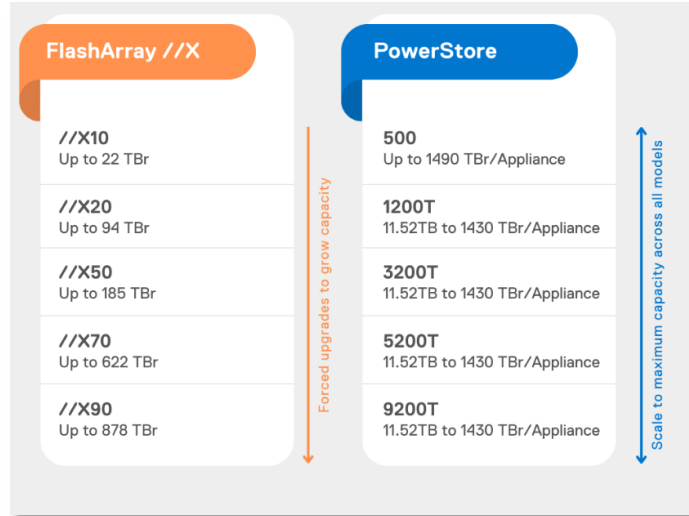 FlashArray //X
//X10
Up to 22 TBr
//X20
Up to 94 TBr
//X50
Up to 185 TBr
//X70
Up to 622 TBr
//X90
Up to 878 TBr
Forced upgrades to grow capacity
PowerStore
500
Up to 1490 TBr/Appliance
1200T
11.52TB to 1430 TBr/Appliance
3200T
11.52TB to 1430 TBr/Appliance
5200T
11.52TB to 1430 TBr/Appliance
9200T
11.52TB to 1430 TBr/Appliance
Scale to maximum capacity across all models